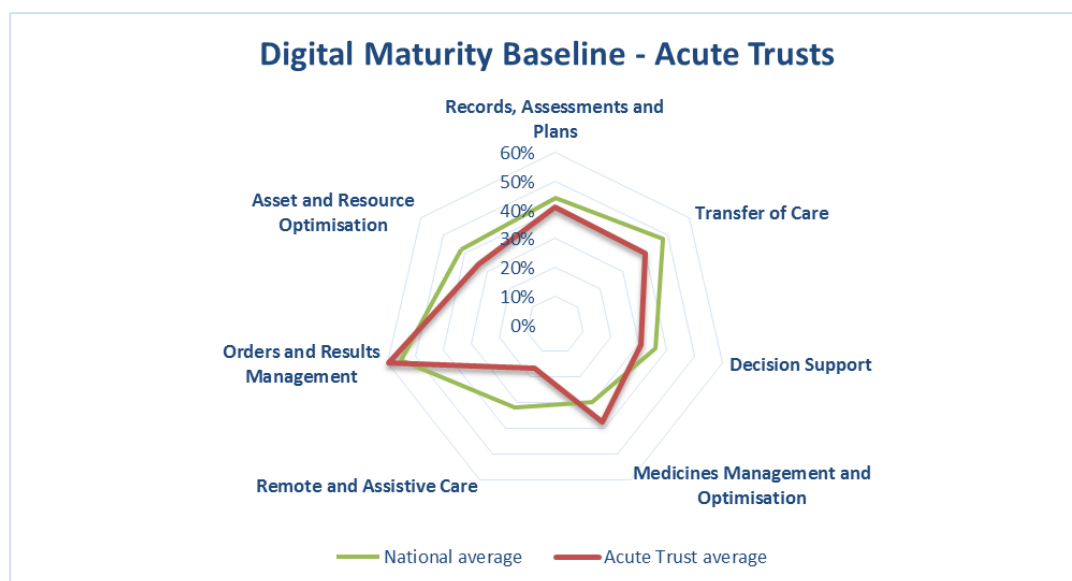 Digital Maturity Baseline - Acute Trusts
Records, Assessments and
Plans
60%
50%
40%
30%
20%
10%
0%
Transfer of Care
Decision Support
Medicines Management and
Optimisation
Remote and Assistive Care
Orders and Results
Management
Asset and Resource
Optimisation
National average
Acute Trust average